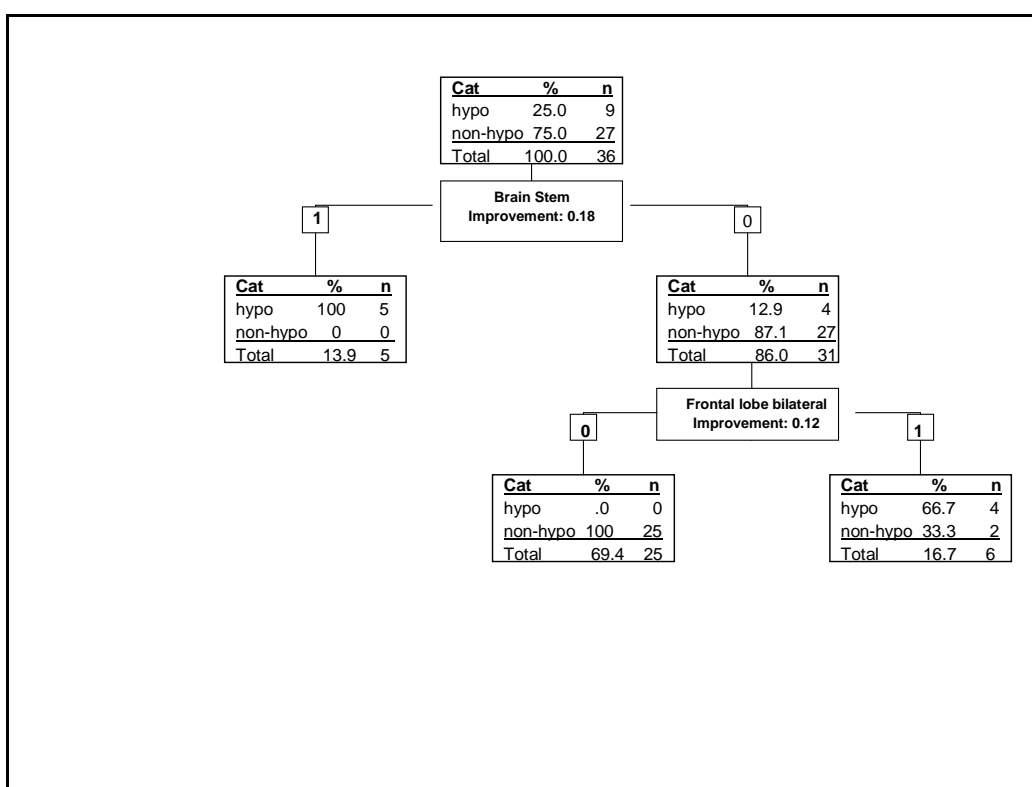 Cat % n
hypo 25.0 9
non-hypo 75.0 27
Total 100.0 36
Brain Stem
Improvement: 0.18
1
0
Cat % n
hypo 100 5
non-hypo 0 0
Total 13.9 5
Cat % n
hypo 12.9 4
non-hypo 87.1 27
Total 86.0 31
Frontal lobe bilateral
Improvement: 0.12
0
1
Cat % n
hypo .0 0
non-hypo 100 25
Total 69.4 25
Cat % n
hypo 66.7 4
non-hypo 33.3 2
Total 16.7 6